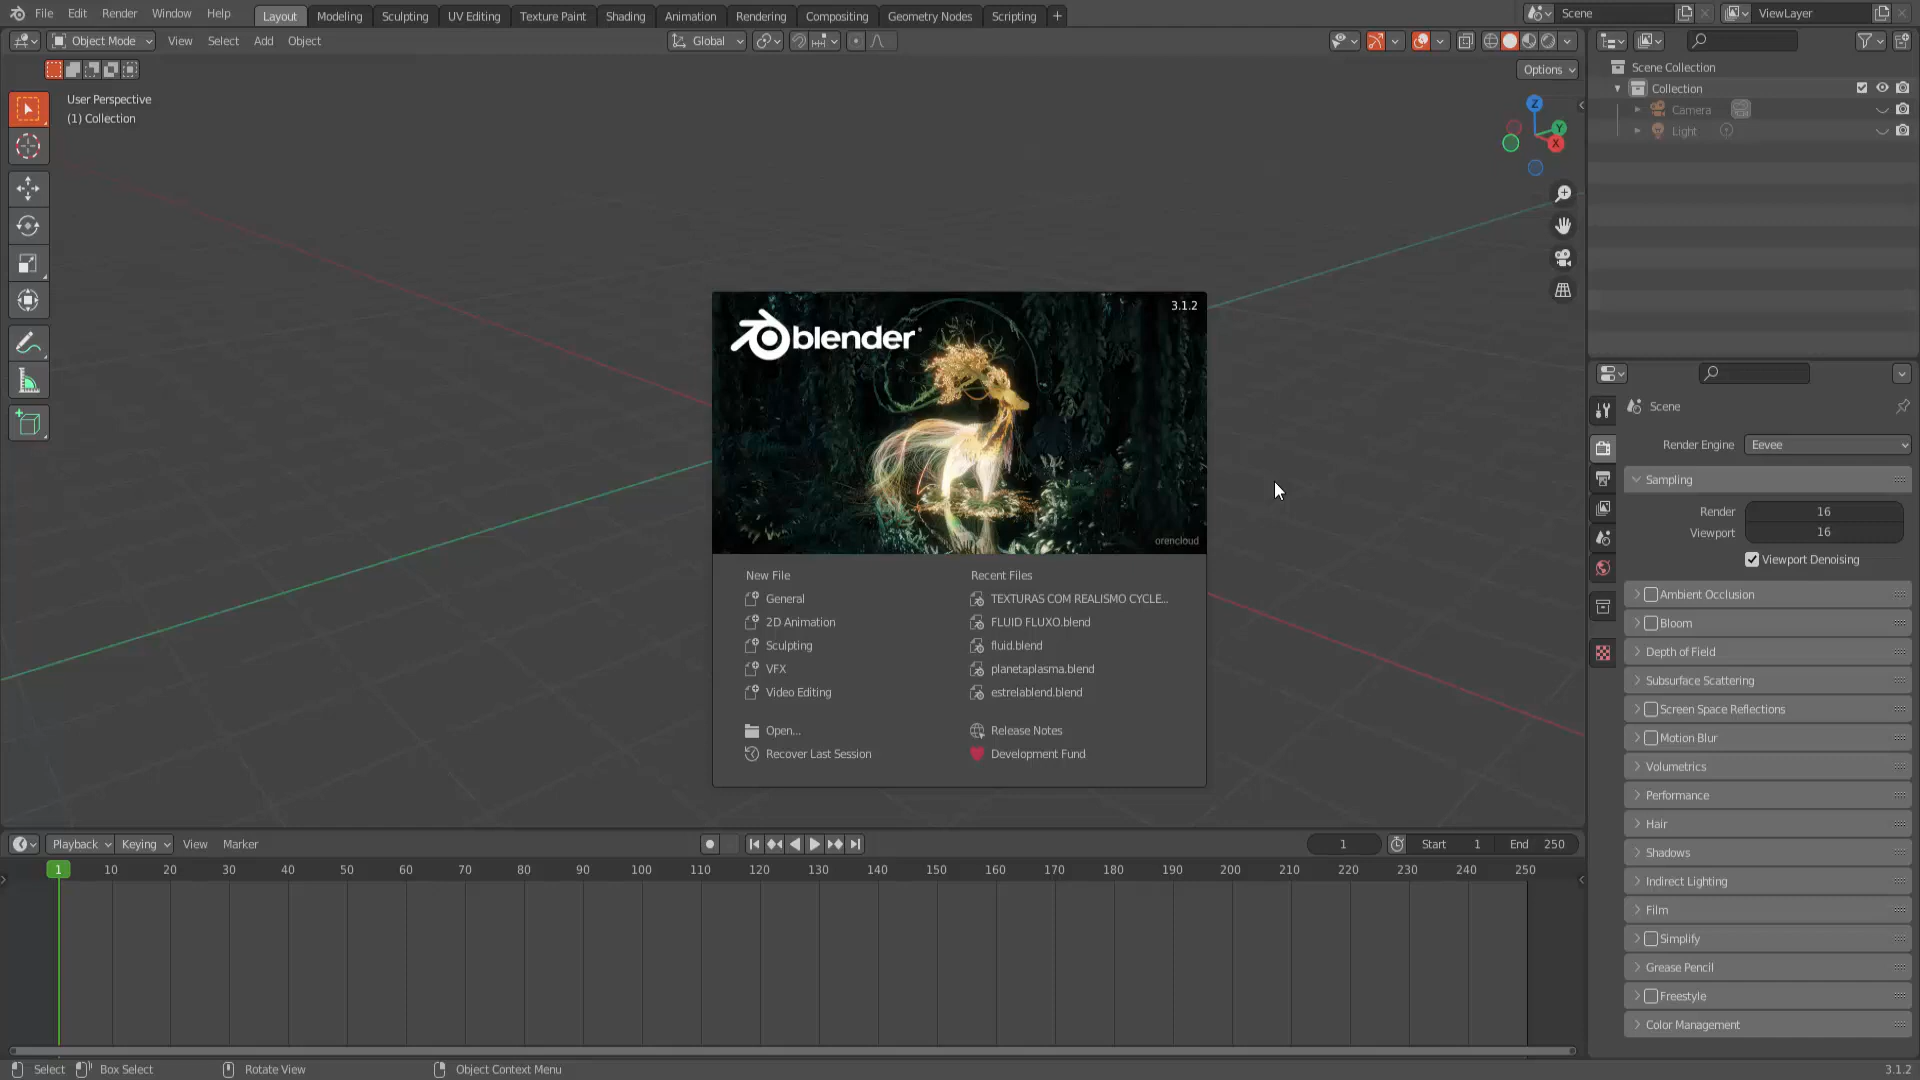 File Edit Render Window Help Layout Modeling Sculpting UV Editing Texture Paint Shading Animation Rendering Compositing Geometry Nodes Scripting + Scene ViewLayer
Object Mode View Select Add Object Global
Options
User Perspective
(1) Collection
Z
Y
X
Scene Collection
Collection
Camera
Light
blender
3.1.2
orencloud
New File
General
2D Animation
Sculpting
VFX
Video Editing
Open...
Recover Last Session
Recent Files
TEXTURAS COM REALISMO CYCLE...
FLUID FLUXO.blend
fluid.blend
planetaplasma.blend
estrelablend.blend
Release Notes
Development Fund
Scene
Render Engine Eevee
Sampling
Render 16
Viewport 16
Viewport Denoising
Ambient Occlusion
Bloom
Depth of Field
Subsurface Scattering
Screen Space Reflections
Motion Blur
Volumetrics
Performance
Hair
Shadows
Indirect Lighting
Film
Simplify
Grease Pencil
Freestyle
Color Management
Playback Keying View Marker 1 Start 1 End 250
1 10 20 30 40 50 60 70 80 90 100 110 120 130 140 150 160 170 180 190 200 210 220 230 240 250
Select Box Select Rotate View Object Context Menu 3.1.2